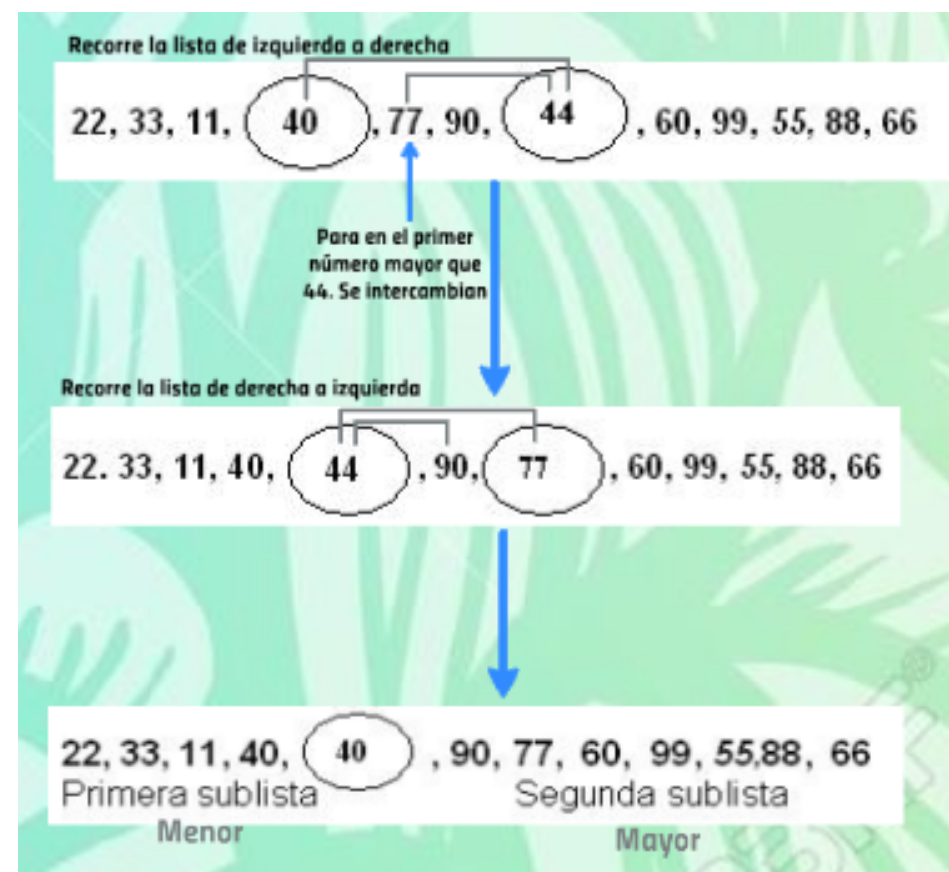 Recorre la lista de izquierda a derecha
22, 33, 11, 40, 77, 90, 44, 60, 99, 55, 88, 66
Para en el primer
número mayor que
44. Se intercambian
Recorre la lista de derecha a izquierda
22. 33, 11, 40, 44, 90, 77, 60, 99, 55, 88, 66
22, 33, 11, 40, 40, 90, 77, 60, 99, 55,88, 66
Primera sublista Segunda sublista
Menor Mayor